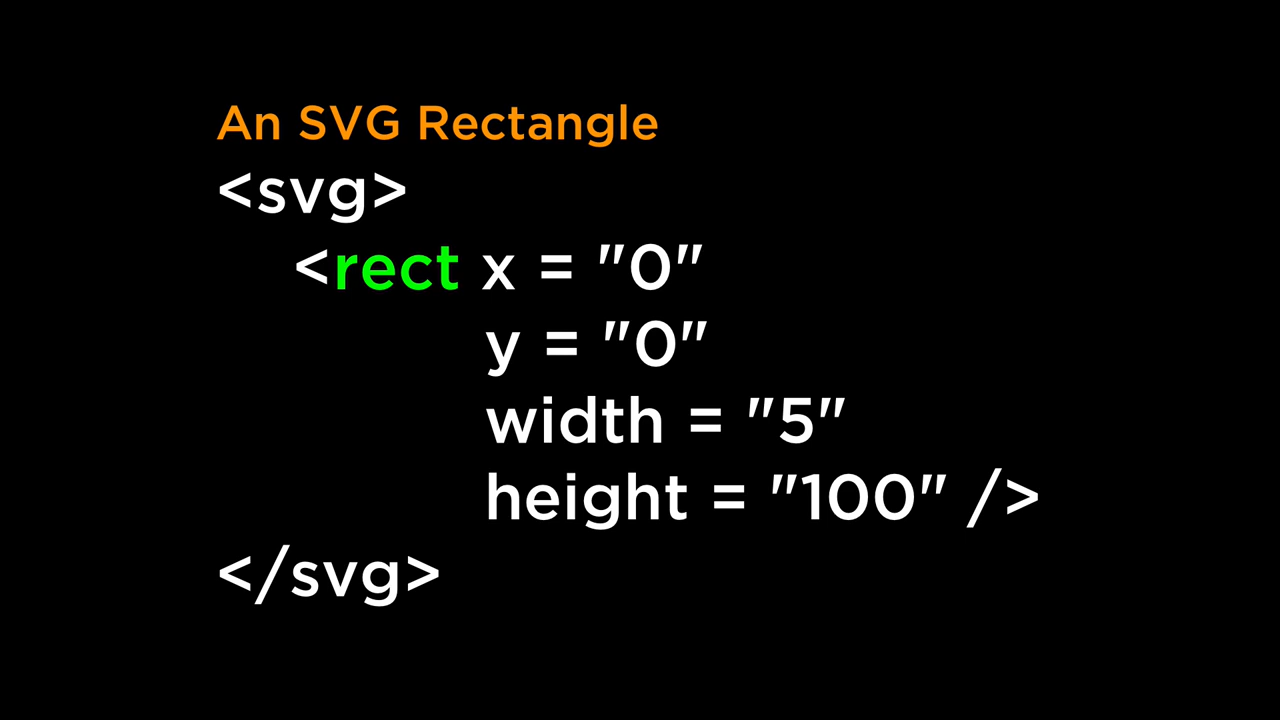 An SVG Rectangle
<svg>
<rect x = "0"
y = "0"
width = "5"
height = "100" />
</svg>